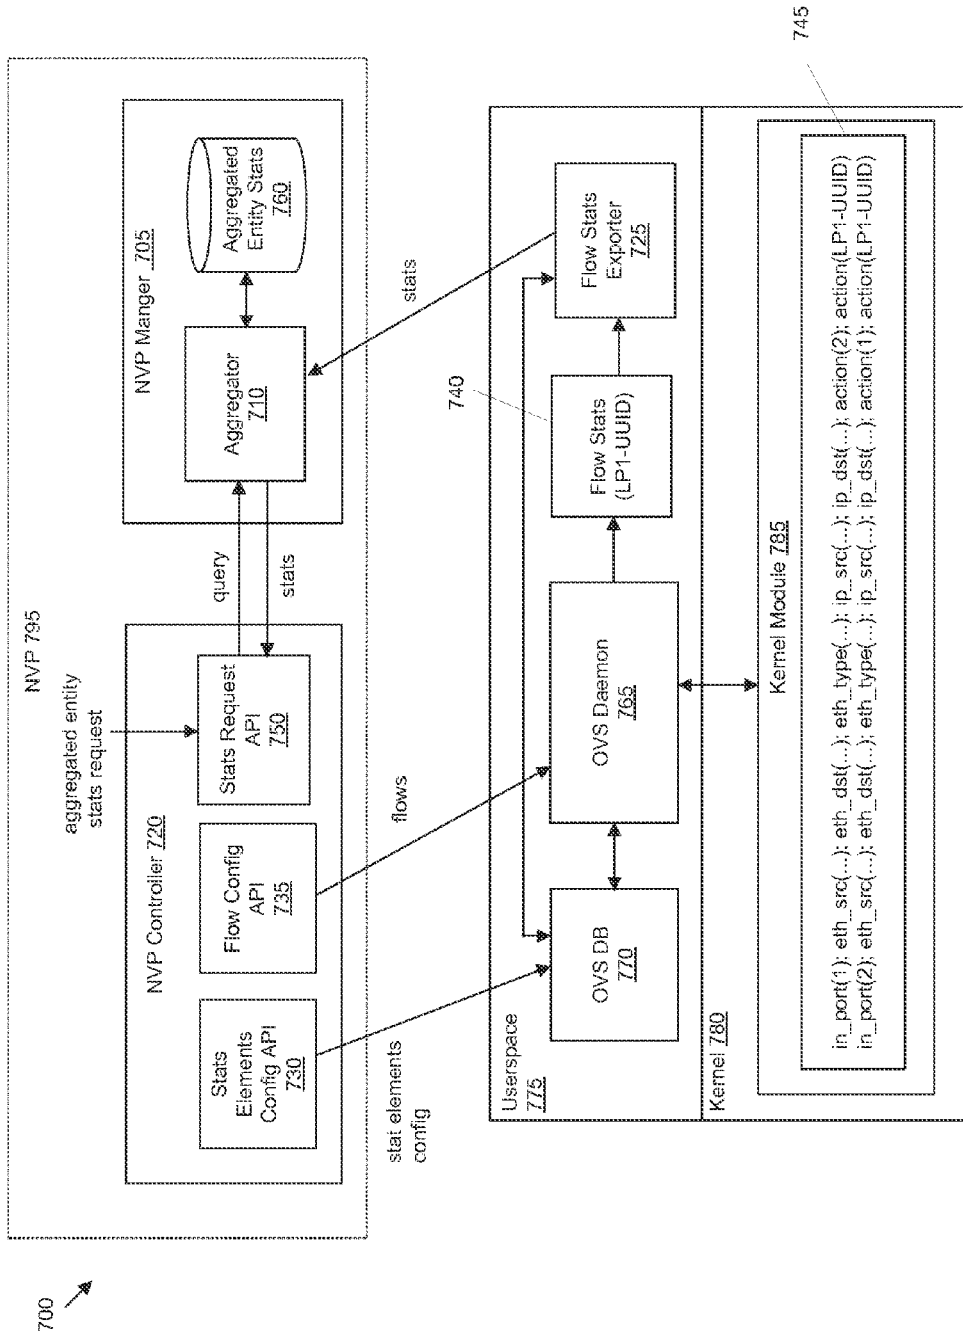 700
NVP 795
aggregated entity
stats request
NVP Controller 720
Stats
Elements
Config API
730
Flow Config
API
735
Stats Request
API
750
query
stats
NVP Manger 705
Aggregator
710
Aggregated
Entity Stats
760
stat elements
config
flows
stats
Userspace
775
OVS DB
770
OVS Daemon
765
740
Flow Stats
(LP1-UUID)
Flow Stats
Exporter
725
Kernel 780
Kernel Module 785
745
in_port(1); eth_src(...); eth_dst(...); eth_type(...); ip_src(...); ip_dst(...); action(2); action(LP1-UUID)
in_port(2); eth_src(...); eth_dst(...); eth_type(...); ip_src(...); ip_dst(...); action(1); action(LP1-UUID)